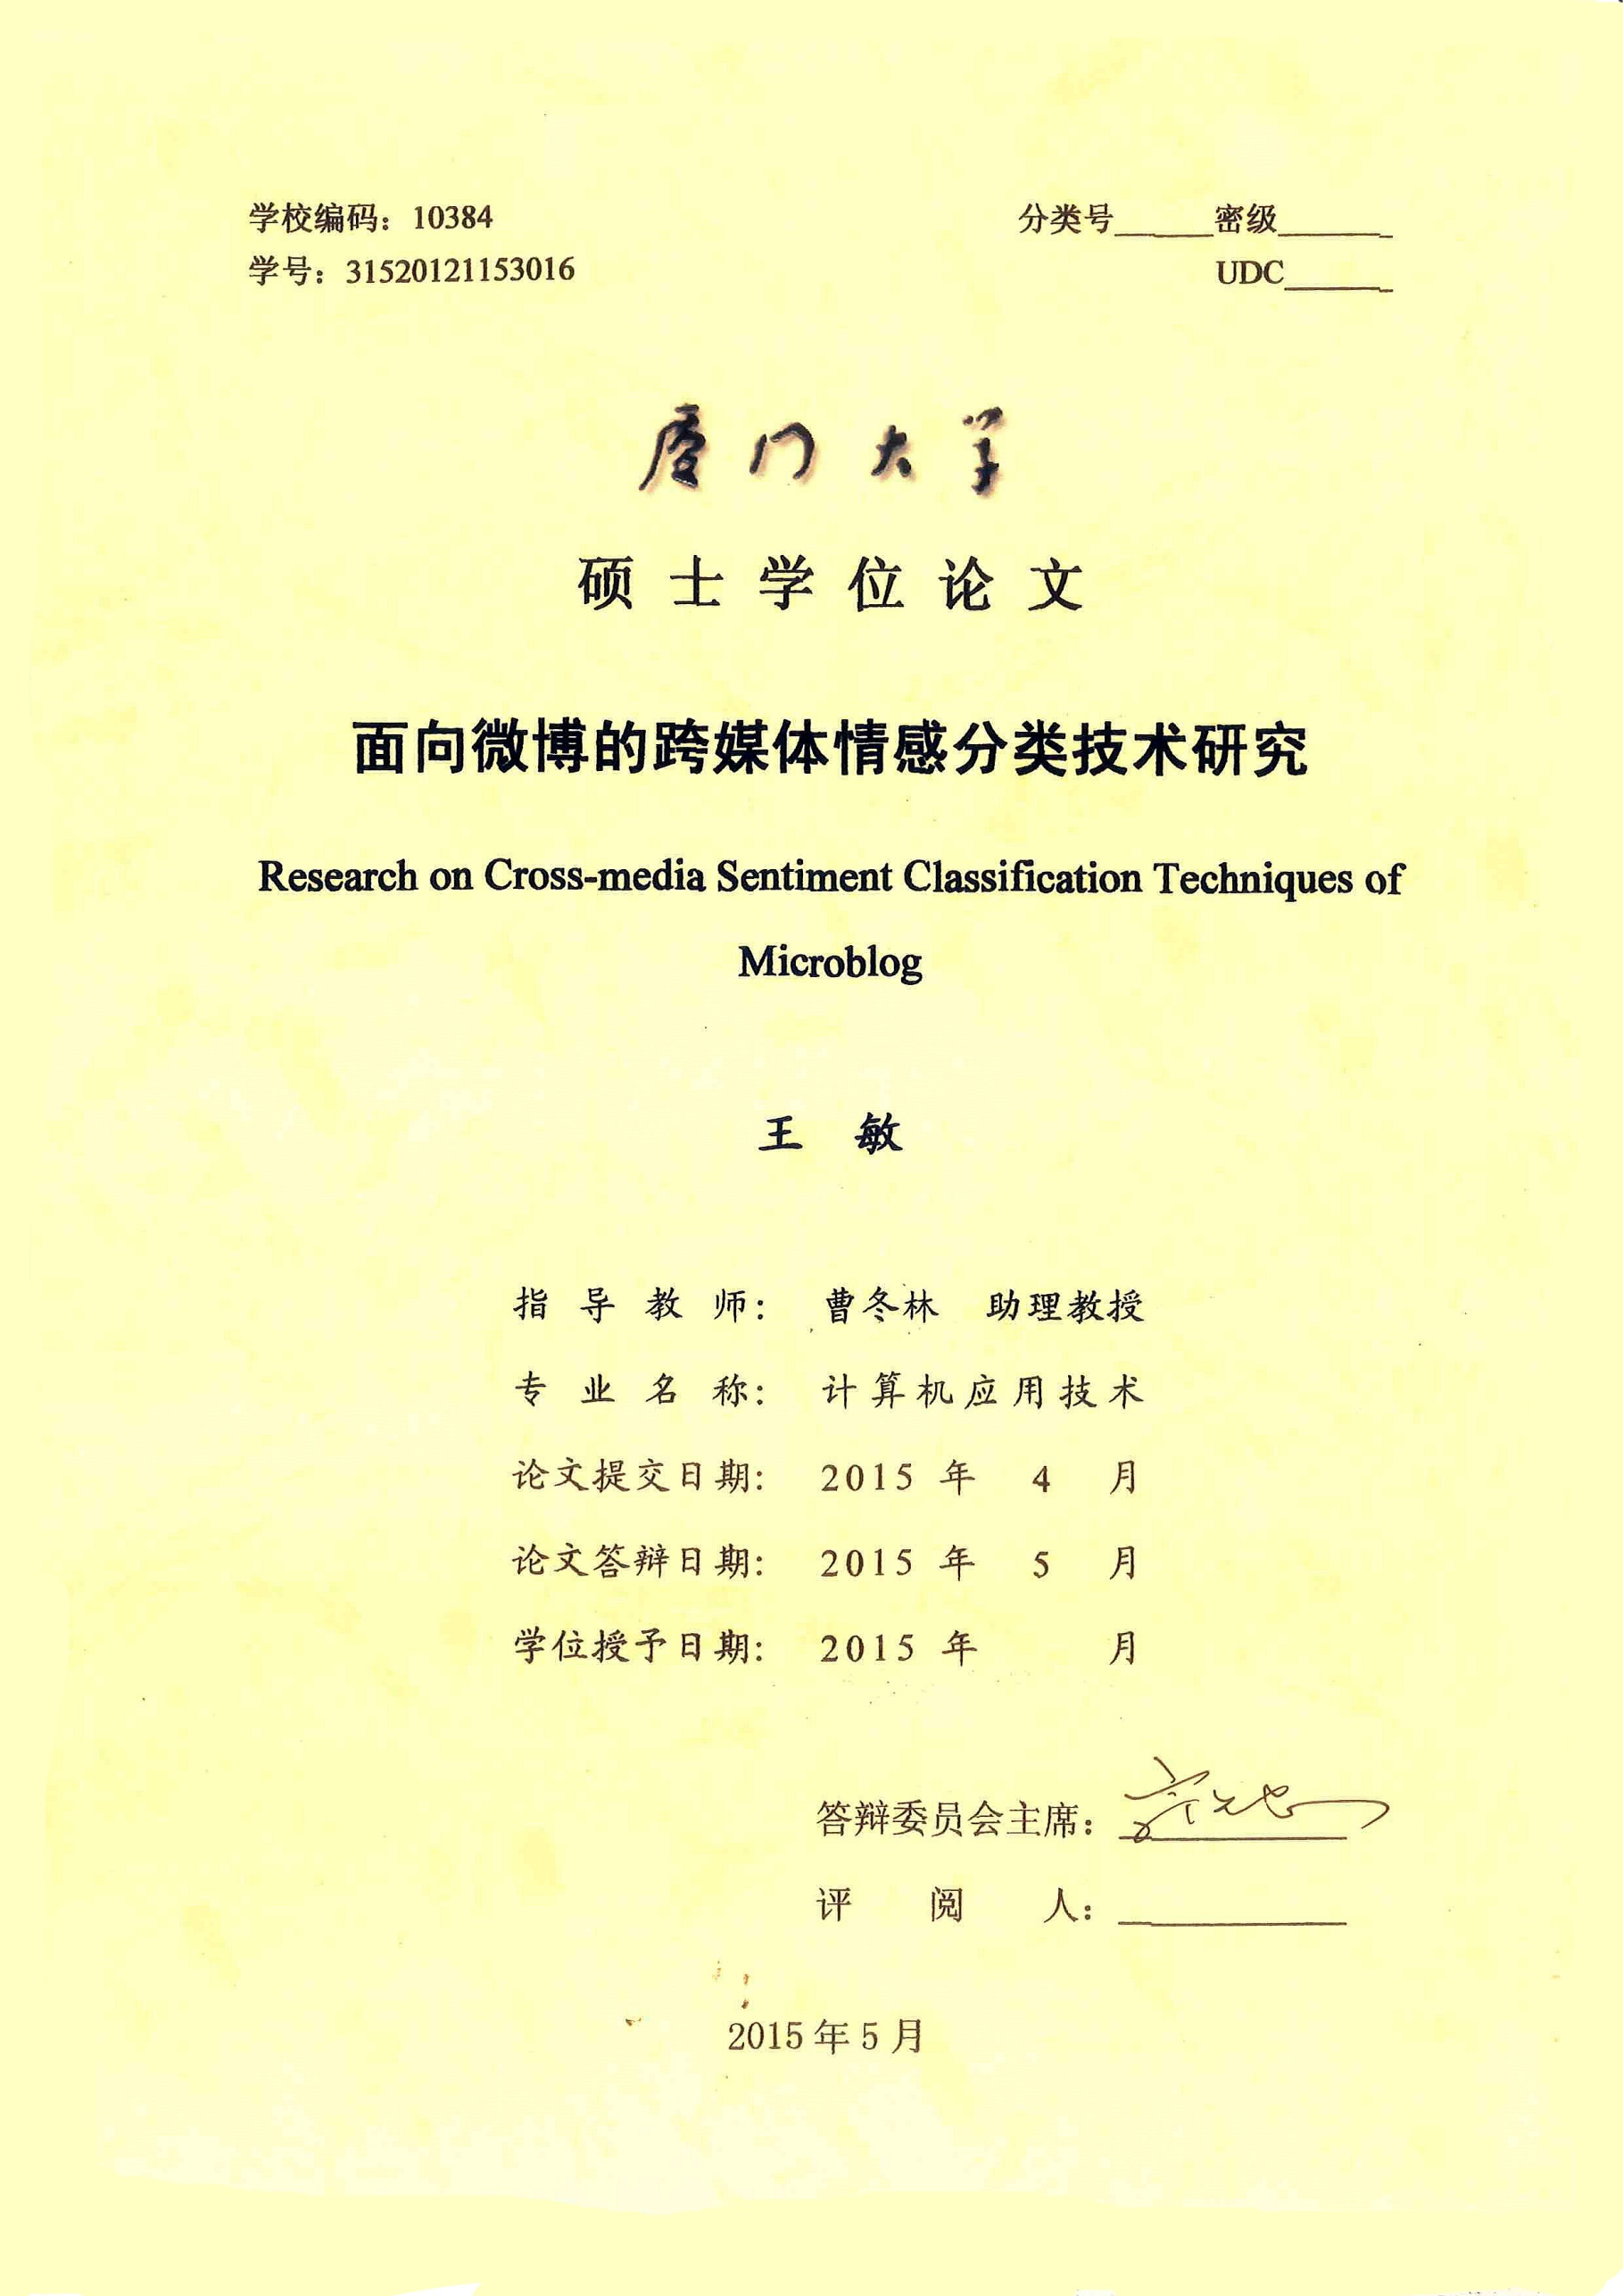 学校编码：10384
分类号______密级______
学号：31520121153016
UDC______
厦门大学
硕士学位论文
面向微博的跨媒体情感分类技术研究
Research on Cross-media Sentiment Classification Techniques of
Microblog
王 敏
指导教师： 曹冬林 助理教授
专业名称： 计算机应用技术
论文提交日期： 2015 年 4 月
论文答辩日期： 2015 年 5 月
学位授予日期： 2015 年 月
答辩委员会主席：
评阅人：
2015 年 5 月